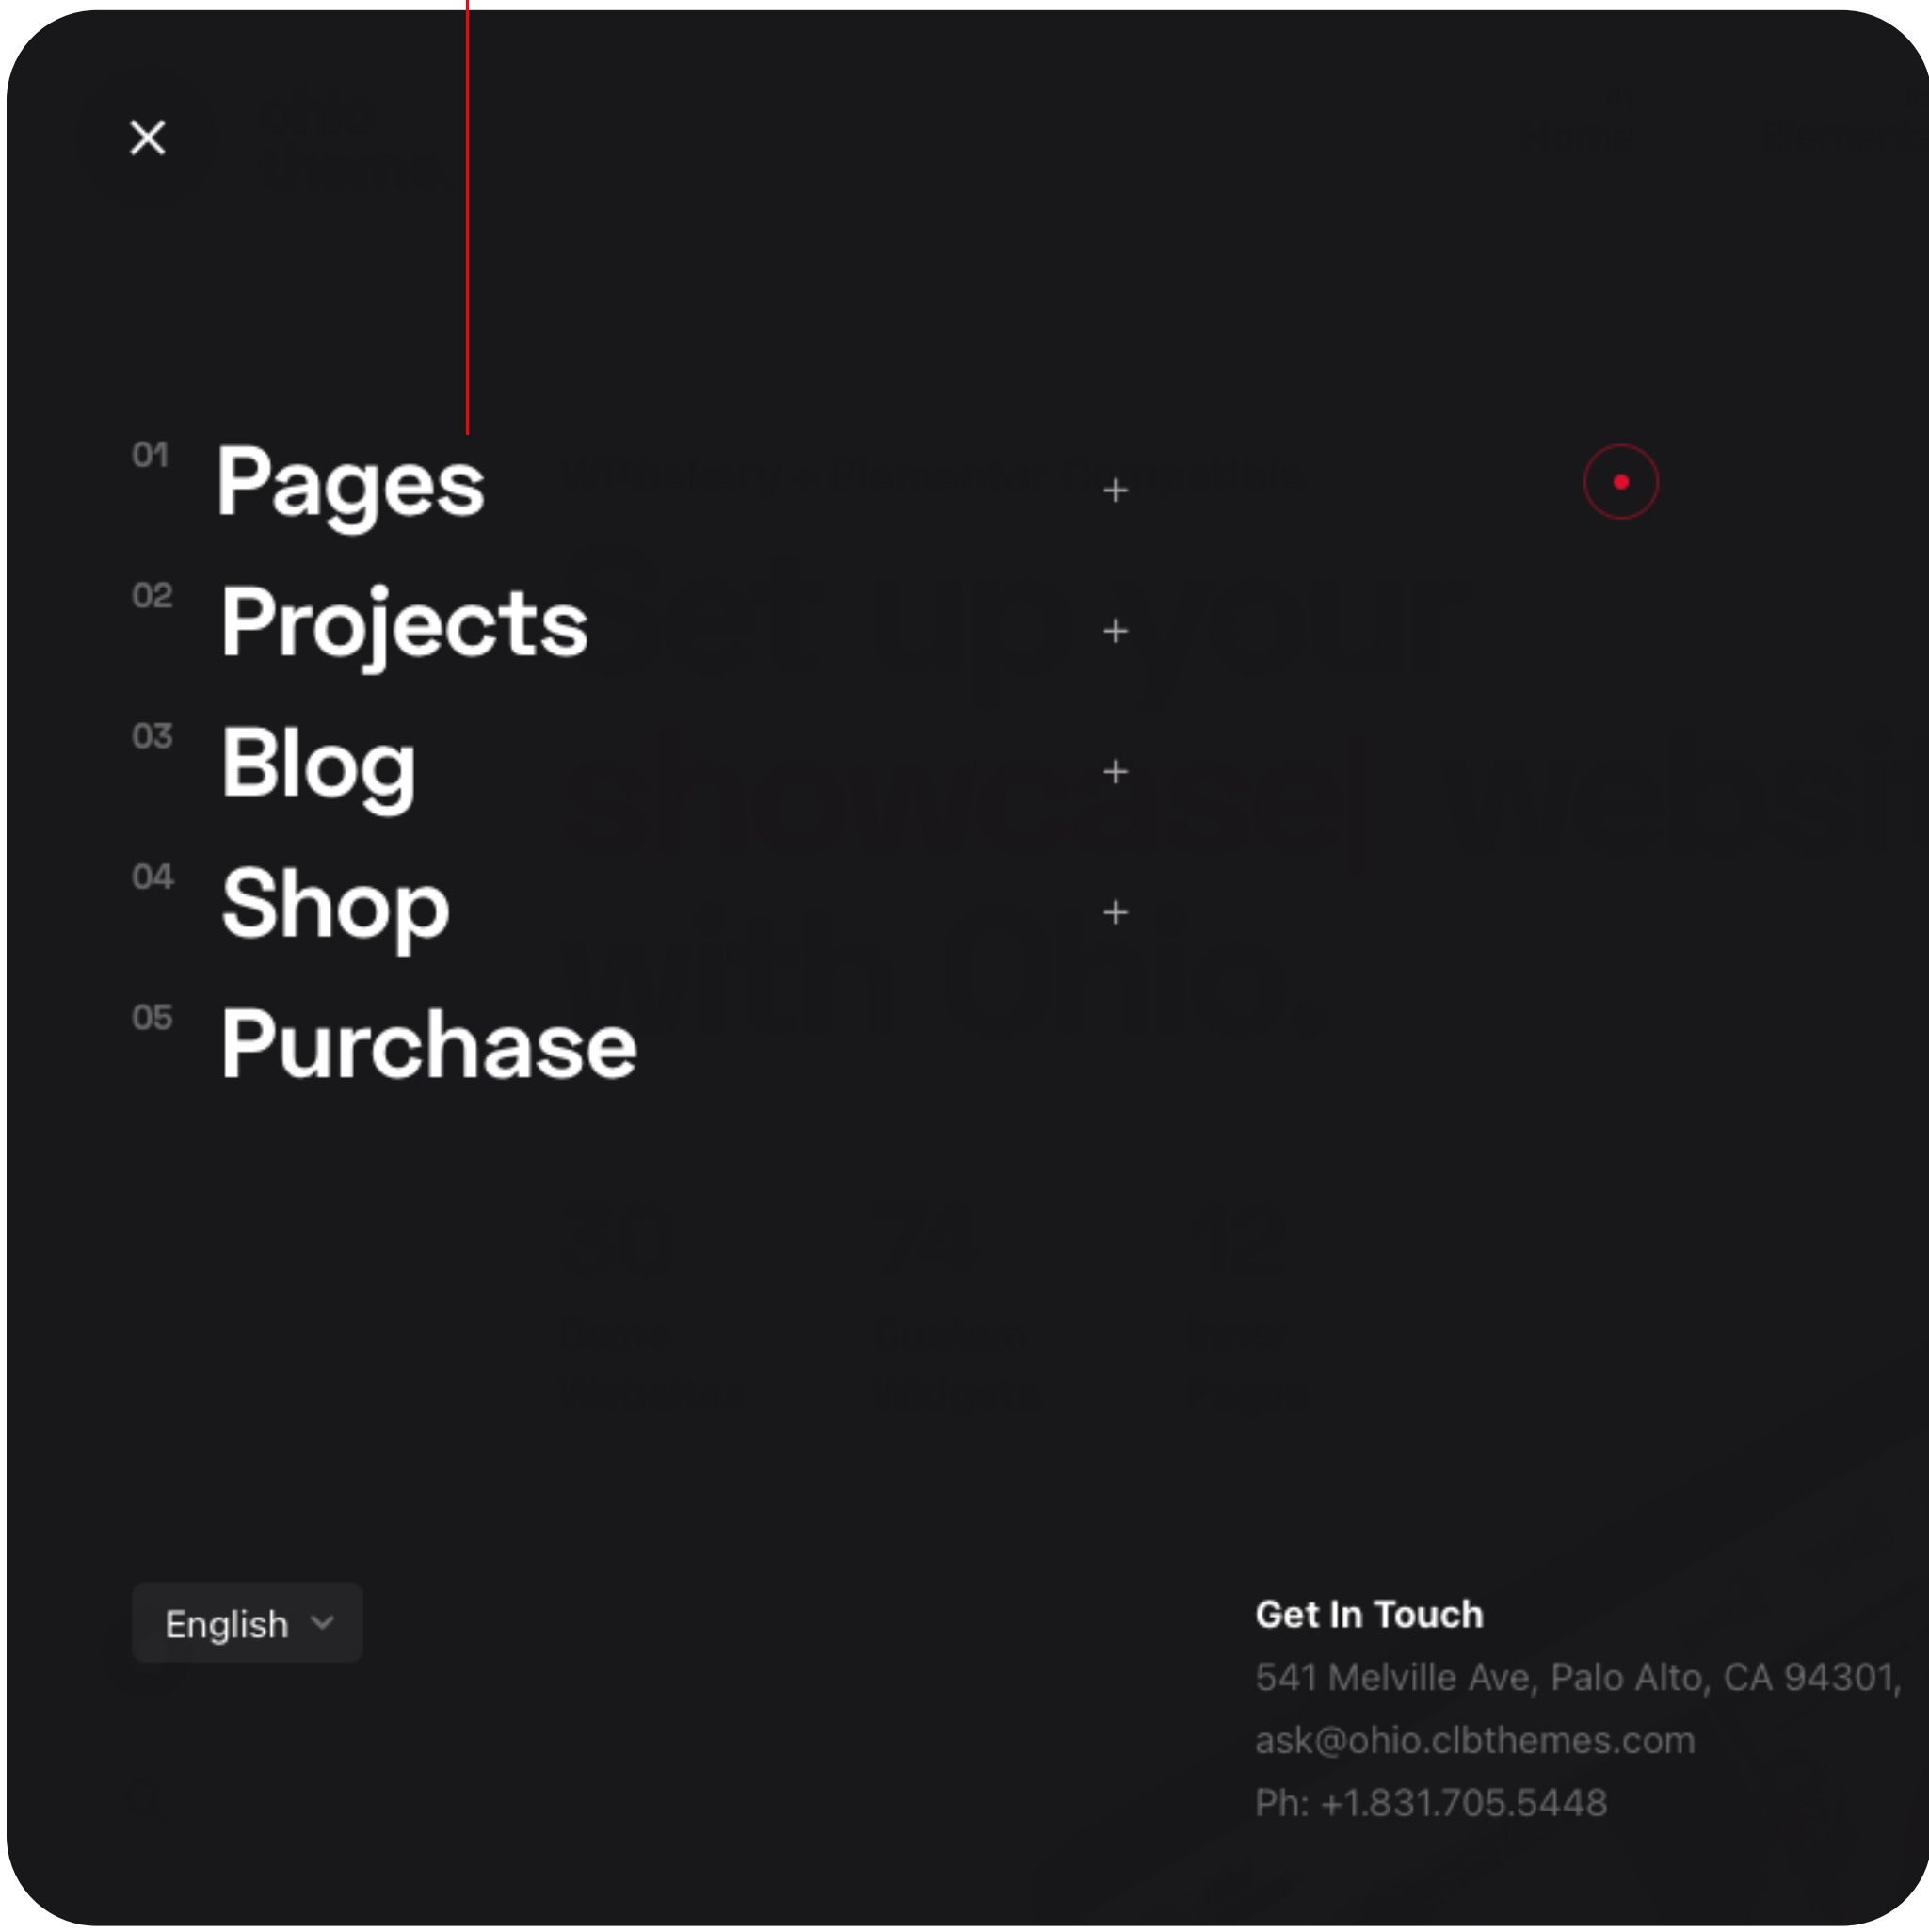 01 Pages +
02 Projects +
03 Blog +
04 Shop +
05 Purchase
English
Get In Touch
541 Melville Ave, Palo Alto, CA 94301,
ask@ohio.clbthemes.com
Ph: +1.831.705.5448